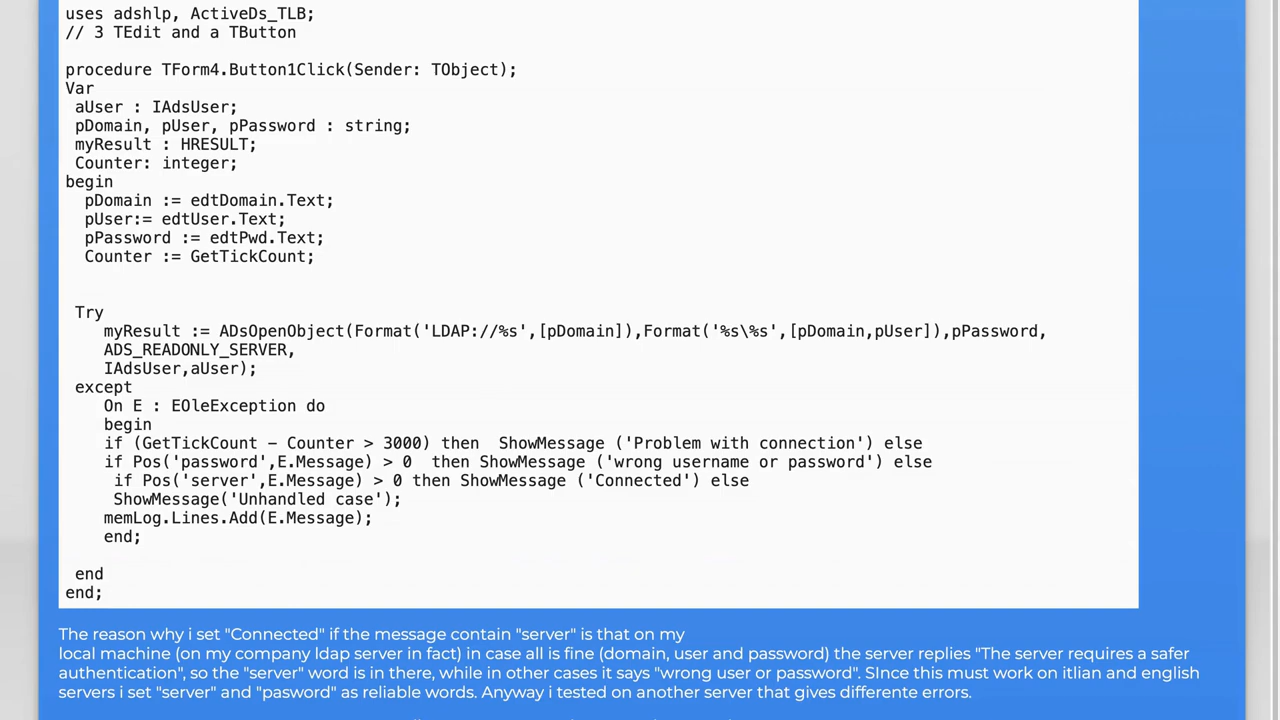 uses adshlp, ActiveDs_TLB;
// 3 TEdit and a TButton
procedure TForm4.Button1Click(Sender: TObject);
Var
aUser : IAdsUser;
pDomain, pUser, pPassword : string;
myResult : HRESULT;
Counter: integer;
begin
pDomain := edtDomain.Text;
pUser:= edtUser.Text;
pPassword := edtPwd.Text;
Counter := GetTickCount;
Try
myResult := ADsOpenObject(Format('LDAP://%s',[pDomain]),Format('%s\%s',[pDomain,pUser]),pPassword,
ADS_READONLY_SERVER,
IAdsUser,aUser);
except
On E : EOleException do
begin
if (GetTickCount - Counter > 3000) then  ShowMessage ('Problem with connection') else
if Pos('password',E.Message) > 0  then ShowMessage ('wrong username or password') else
if Pos('server',E.Message) > 0 then ShowMessage ('Connected') else
ShowMessage('Unhandled case');
memLog.Lines.Add(E.Message);
end;
end
end;
The reason why i set "Connected" if the message contain "server" is that on my
local machine (on my company ldap server in fact) in case all is fine (domain, user and password) the server replies "The server requires a safer
authentication", so the "server" word is in there, while in other cases it says "wrong user or password". SInce this must work on itlian and english
servers i set "server" and "pasword" as reliable words. Anyway i tested on another server that gives differente errors.